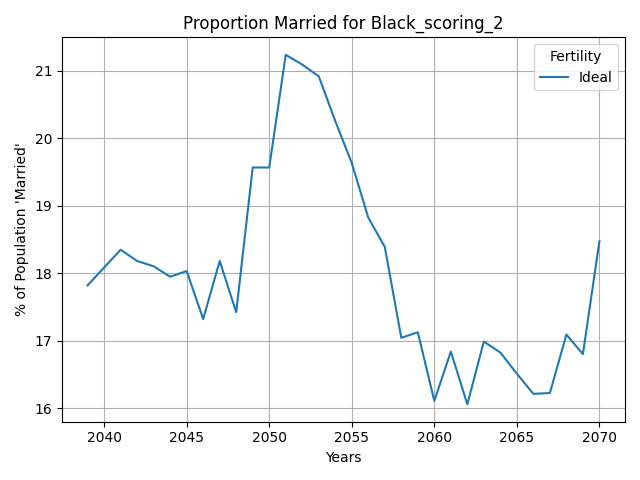 Proportion Married for Black_scoring_2
Fertility
Ideal
% of Population 'Married'
21
20
19
18
17
16
2040 2045 2050 2055 2060 2065 2070
Years